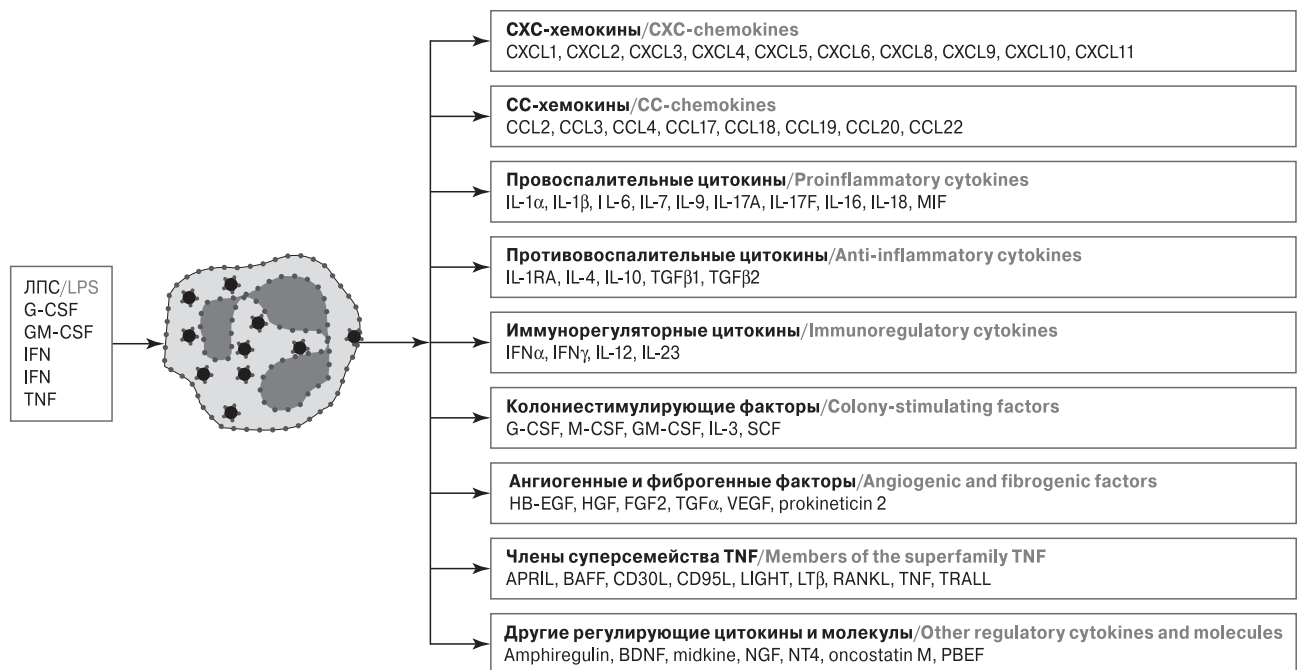 ЛПС/LPS
G-CSF
GM-CSF
IFN
IFN
TNF
СХС-хемокины/CXC-chemokines
CXCL1, CXCL2, CXCL3, CXCL4, CXCL5, CXCL6, CXCL8, CXCL9, CXCL10, CXCL11
СС-хемокины/CC-chemokines
CCL2, CCL3, CCL4, CCL17, CCL18, CCL19, CCL20, CCL22
Провоспалительные цитокины/Proinflammatory cytokines
IL-1α, IL-1β, I L-6, IL-7, IL-9, IL-17A, IL-17F, IL-16, IL-18, MIF
Противовоспалительные цитокины/Anti-inflammatory cytokines
IL-1RA, IL-4, IL-10, TGFβ1, TGFβ2
Иммунорегуляторные цитокины/Immunoregulatory cytokines
IFNα, IFNγ, IL-12, IL-23
Колониестимулирующие факторы/Colony-stimulating factors
G-CSF, M-CSF, GM-CSF, IL-3, SCF
Ангиогенные и фиброгенные факторы/Angiogenic and fibrogenic factors
HB-EGF, HGF, FGF2, TGFα, VEGF, prokineticin 2
Члены суперсемейства TNF/Members of the superfamily TNF
APRIL, BAFF, CD30L, CD95L, LIGHT, LTβ, RANKL, TNF, TRALL
Другие регулирующие цитокины и молекулы/Other regulatory cytokines and molecules
Amphiregulin, BDNF, midkine, NGF, NT4, oncostatin M, PBEF